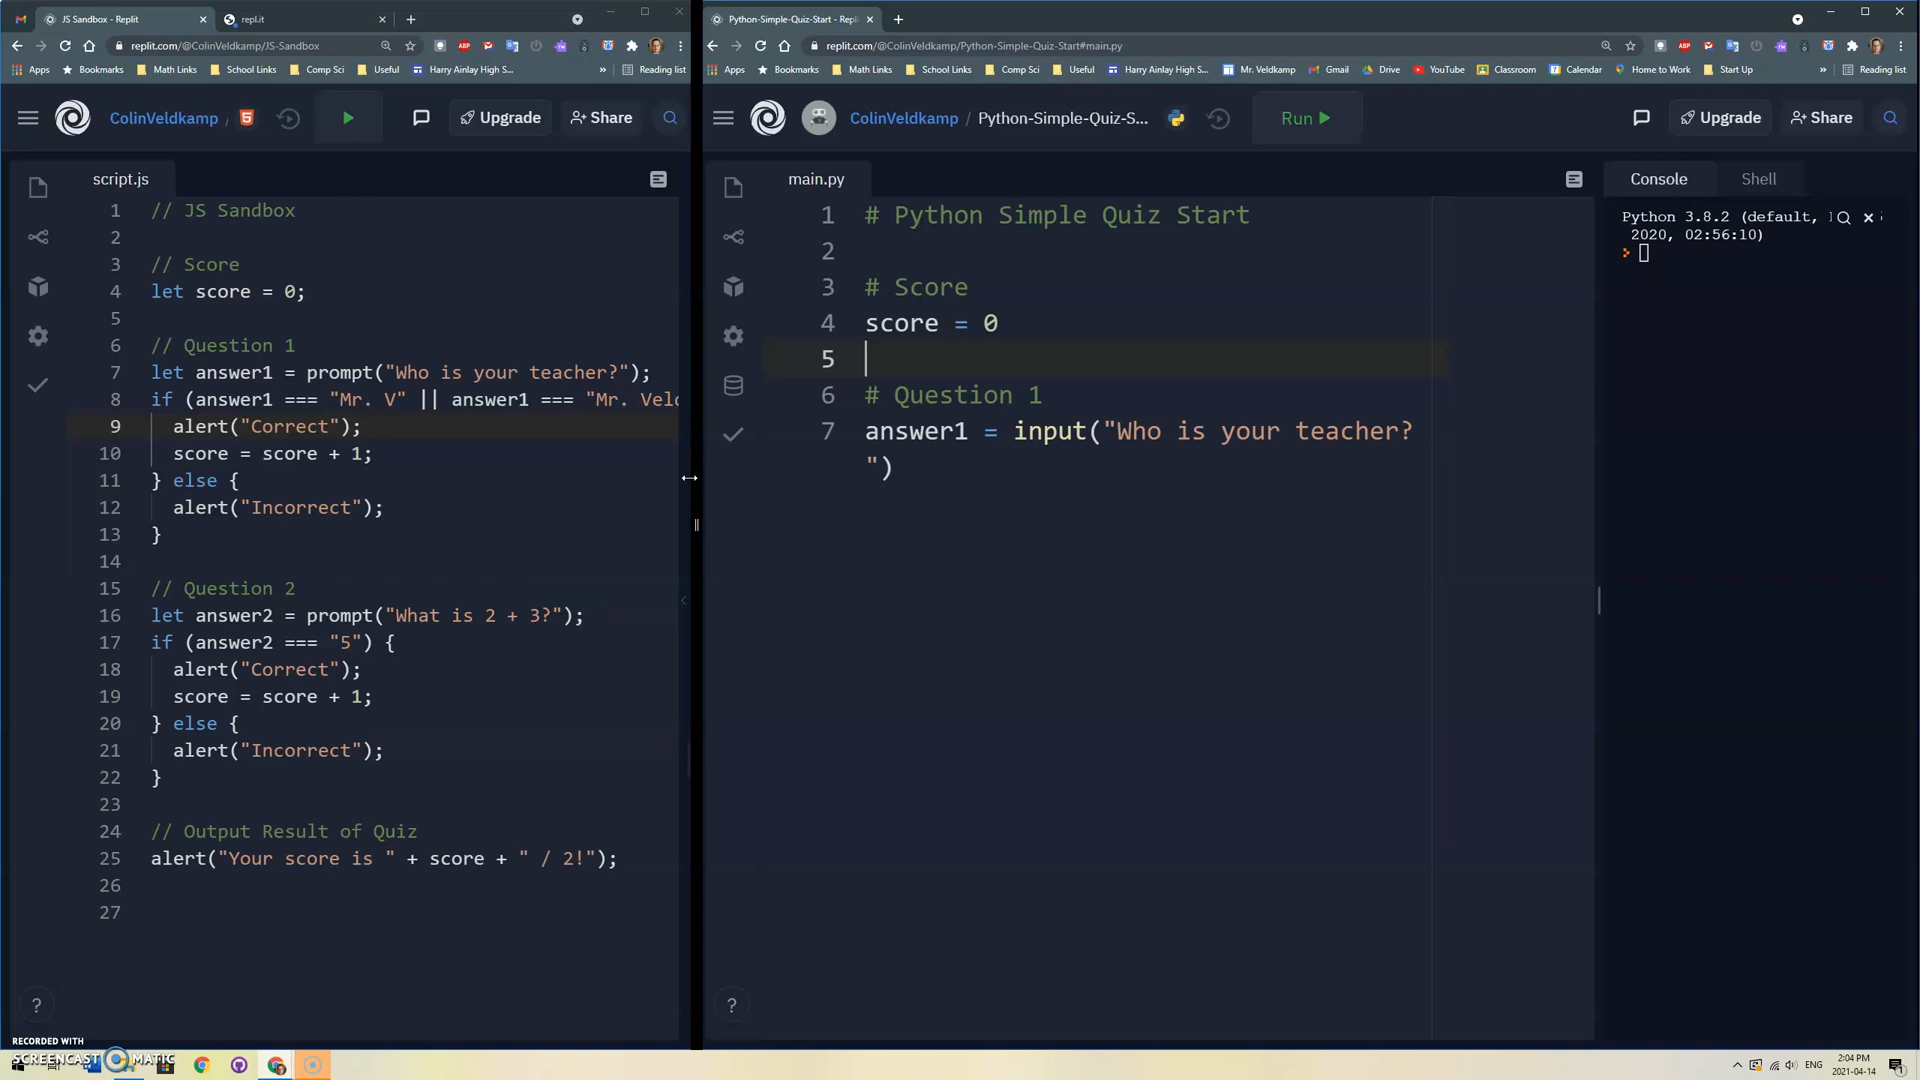 JS Sandbox - Replit
repl.it
replit.com/@ColinVeldkamp/JS-Sandbox
Apps
Bookmarks
Math Links
School Links
Comp Sci
Useful
Harry Ainlay High S...
»
Reading list
ColinVeldkamp /
Upgrade
Share
script.js
1 // JS Sandbox
2
3 // Score
4 let score = 0;
5
6 // Question 1
7 let answer1 = prompt("Who is your teacher?");
8 if (answer1 === "Mr. V" || answer1 === "Mr. Vel
9 alert("Correct");
10 score = score + 1;
11 } else {
12 alert("Incorrect");
13 }
14
15 // Question 2
16 let answer2 = prompt("What is 2 + 3?");
17 if (answer2 === "5") {
18 alert("Correct");
19 score = score + 1;
20 } else {
21 alert("Incorrect");
22 }
23
24 // Output Result of Quiz
25 alert("Your score is " + score + " / 2!");
26
27
?
Python-Simple-Quiz-Start - Repli
replit.com/@ColinVeldkamp/Python-Simple-Quiz-Start#main.py
Apps
Bookmarks
Math Links
School Links
Comp Sci
Useful
Harry Ainlay High S...
Mr. Veldkamp
Gmail
Drive
YouTube
Classroom
Calendar
Home to Work
Start Up
»
Reading list
ColinVeldkamp / Python-Simple-Quiz-S...
Run
Upgrade
Share
main.py
1 # Python Simple Quiz Start
2
3 # Score
4 score = 0
5
6 # Question 1
7 answer1 = input("Who is your teacher?
")
?
Console
Shell
Python 3.8.2 (default,
2020, 02:56:10)
RECORDED WITH
SCREENCAST MATIC
ENG
2:04 PM
2021-04-14